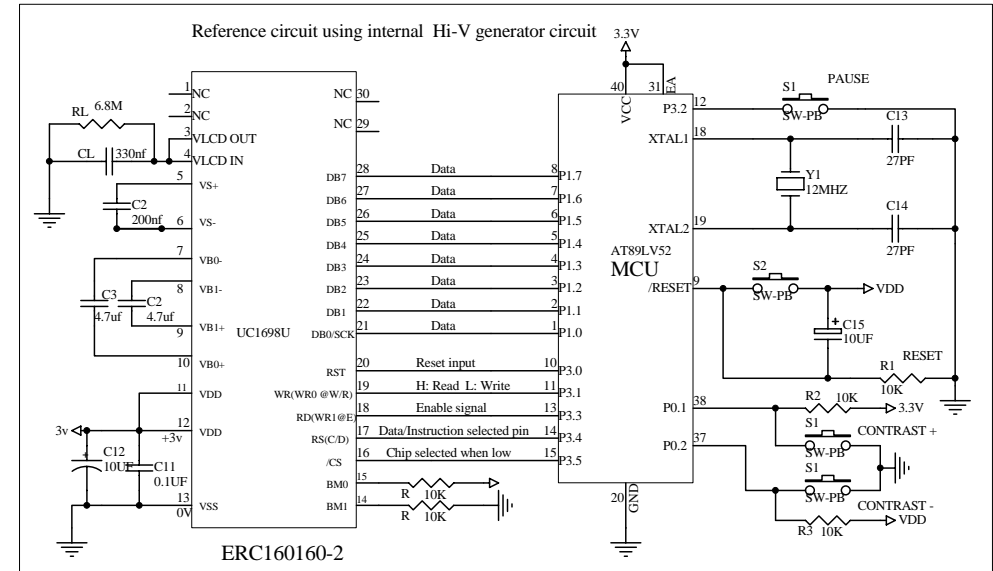 Reference circuit using internal Hi-V generator circuit
3.3V
1 NC
2 NC
3 VLCD OUT
4 VLCD IN
5 VS+
6 VS-
7 VB0-
8 VB1-
9 VB1+
10 VB0+
11 VDD
12 VDD
+3v
13 VSS
0V
RL 6.8M
CL 330nf
C2
200nf
C3
4.7uf
C2
4.7uf
3v
C12
10UF
C11
0.1UF
UC1698U
ERC160160-2
NC 30
NC 29
DB7 28 Data 8 P1.7
DB6 27 Data 7 P1.6
DB5 26 Data 6 P1.5
DB4 25 Data 5 P1.4
DB3 24 Data 4 P1.3
DB2 23 Data 3 P1.2
DB1 22 Data 2 P1.1
DB0/SCK 21 Data 1 P1.0
RST 20 Reset input 10 P3.0
WR(WR0 @W/R) 19 H: Read L: Write 11 P3.1
RD(WR1@E) 18 Enable signal 13 P3.3
RS(C/D) 17 Data/Instruction selected pin 14 P3.4
/CS 16 Chip selected when low 15 P3.5
BM0 15 R 10K
BM1 14 R 10K
40 VCC
31 EA
AT89LV52
MCU
20 GND
P3.2 12
S1 PAUSE
SW-PB
XTAL1 18
C13
27PF
Y1
12MHZ
XTAL2 19
C14
27PF
/RESET 9
S2
SW-PB
VDD
+
C15
10UF
R1 RESET
10K
P0.1 38
R2 10K 3.3V
S1 CONTRAST +
SW-PB
P0.2 37
S1
SW-PB
CONTRAST -
R3 10K VDD